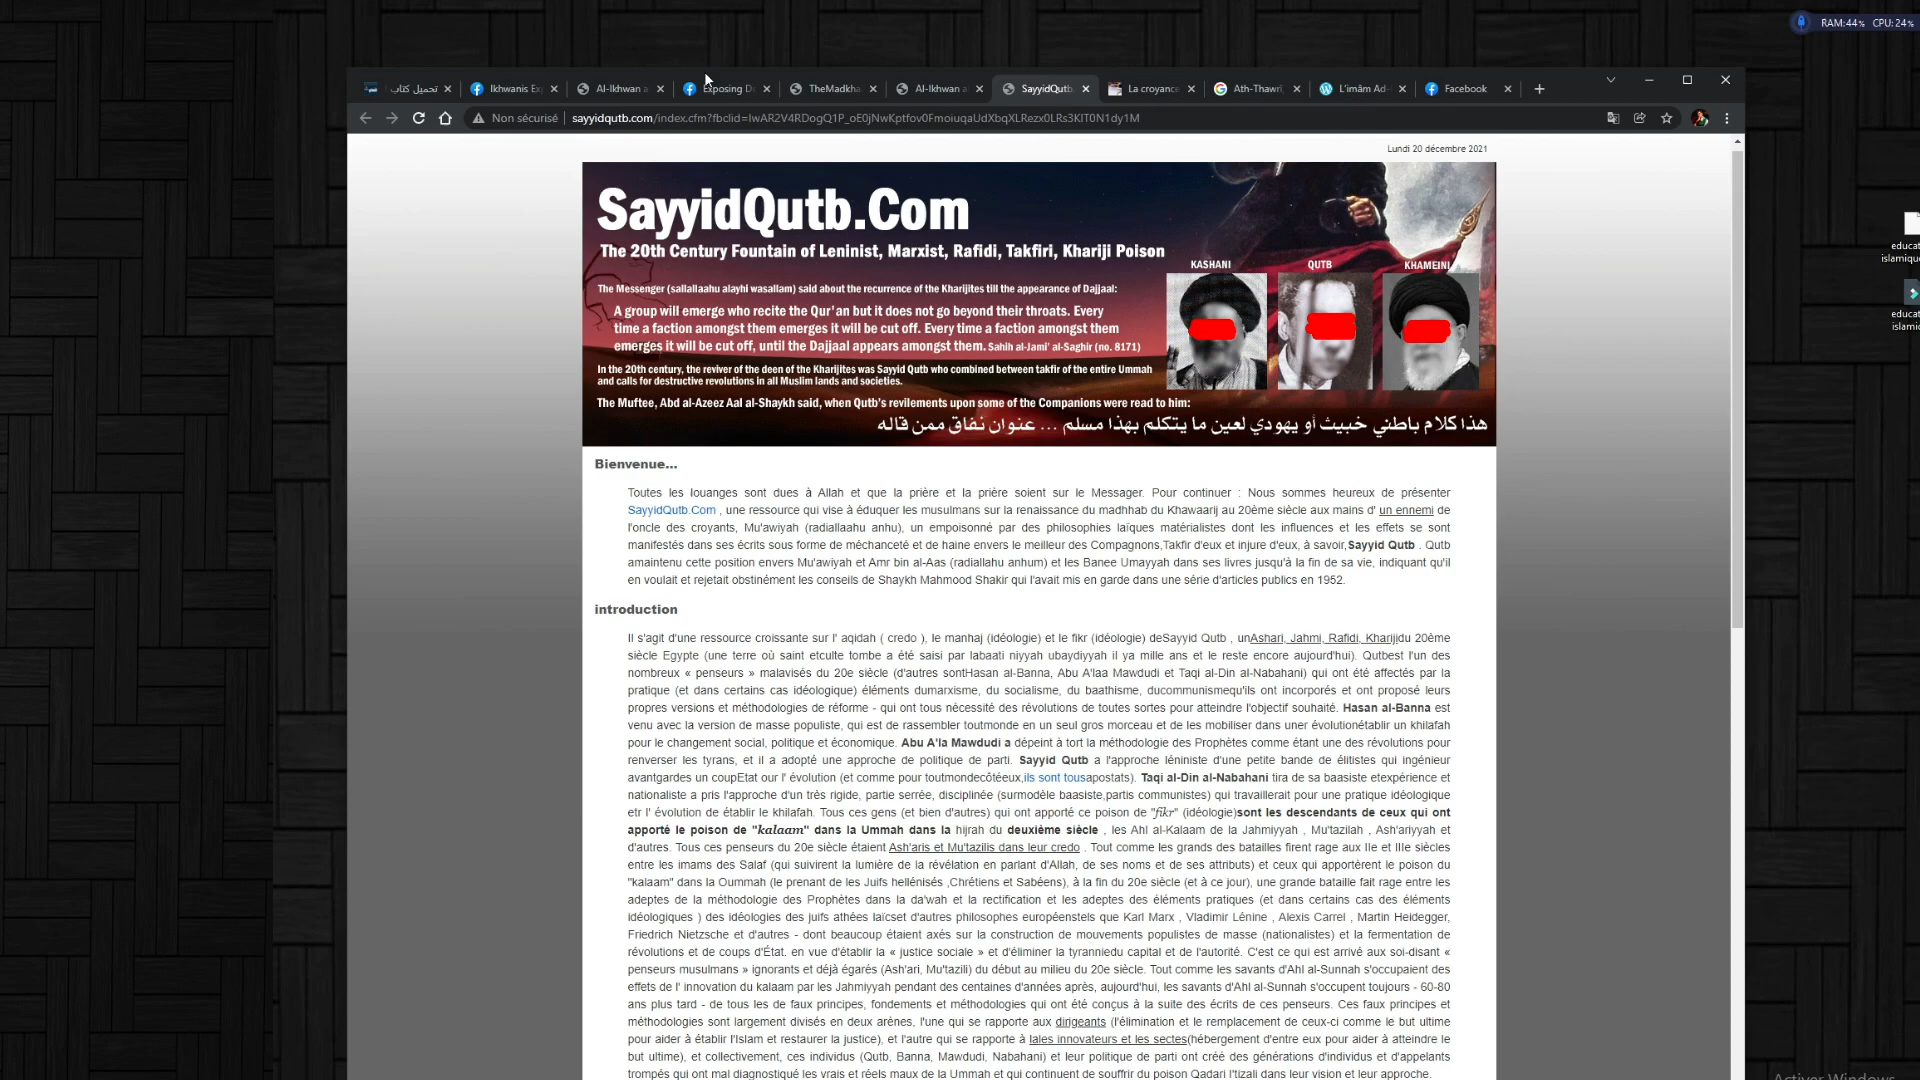 RAM:44% CPU:24%
تحميل كتاب
Ikhwanis Ex
Al-Ikhwan a
Exposing D
TheMadkha
Al-Ikhwan a
SayyidQutb
La croyance
Ath-Thawri,
L'imâm Ad-
Facebook
Non sécurisé
sayyidqutb.com/index.cfm?fbclid=IwAR2V4RDogQ1P_oE0jNwKptfov0FmoiuqaUdXbqXLRezx0LRs3KIT0N1dy1M
Lundi 20 décembre 2021
SayyidQutb.Com
The 20th Century Fountain of Leninist, Marxist, Rafidi, Takfiri, Khariji Poison
KASHANI
QUTB
KHAMEINI
The Messenger (sallallaahu alayhi wasallam) said about the recurrence of the Kharijites till the appearance of Dajjaal:
A group will emerge who recite the Qur'an but it does not go beyond their throats. Every
time a faction amongst them emerges it will be cut off. Every time a faction amongst them
emerges it will be cut off, until the Dajjaal appears amongst them. Sahih al-Jami' al-Saghir (no. 8171)
In the 20th century, the reviver of the deen of the Kharijites was Sayyid Qutb who combined between takfir of the entire Ummah
and calls for destructive revolutions in all Muslim lands and societies.
The Muftee, Abd al-Azeez Aal al-Shaykh said, when Qutb's revilements upon some of the Companions were read to him:
هذا كلام باطني خبيث أو يهودي لعين ما يتكلم بهذا مسلم ... عنوان نفاق ممن قاله
Bienvenue...
Toutes les louanges sont dues à Allah et que la prière et la prière soient sur le Messager. Pour continuer : Nous sommes heureux de présenter
SayyidQutb.Com , une ressource qui vise à éduquer les musulmans sur la renaissance du madhhab du Khawaarij au 20ème siècle aux mains d' un ennemi de
l'oncle des croyants, Mu'awiyah (radiallaahu anhu), un empoisonné par des philosophies laïques matérialistes dont les influences et les effets se sont
manifestés dans ses écrits sous forme de méchanceté et de haine envers le meilleur des Compagnons,Takfir d'eux et injure d'eux, à savoir,Sayyid Qutb . Qutb
amaintenu cette position envers Mu'awiyah et Amr bin al-Aas (radiallahu anhum) et les Banee Umayyah dans ses livres jusqu'à la fin de sa vie, indiquant qu'il
en voulait et rejetait obstinément les conseils de Shaykh Mahmood Shakir qui l'avait mis en garde dans une série d'articles publics en 1952.
introduction
Il s'agit d'une ressource croissante sur l' aqidah ( credo ), le manhaj (idéologie) et le fikr (idéologie) deSayyid Qutb , unAshari, Jahmi, Rafidi, Kharijidu 20ème
siècle Egypte (une terre où saint etculte tombe a été saisi par labaati niyyah ubaydiyyah il ya mille ans et le reste encore aujourd'hui). Qutbest l'un des
nombreux « penseurs » malavisés du 20e siècle (d'autres sontHasan al-Banna, Abu A'laa Mawdudi et Taqi al-Din al-Nabahani) qui ont été affectés par la
pratique (et dans certains cas idéologique) éléments dumarxisme, du socialisme, du baathisme, ducommunismequ'ils ont incorporés et ont proposé leurs
propres versions et méthodologies de réforme - qui ont tous nécessité des révolutions de toutes sortes pour atteindre l'objectif souhaité. Hasan al-Banna est
venu avec la version de masse populiste, qui est de rassembler toutmonde en un seul gros morceau et de les mobiliser dans uner évolutionétablir un khilafah
pour le changement social, politique et économique. Abu A'la Mawdudi a dépeint à tort la méthodologie des Prophètes comme étant une des révolutions pour
renverser les tyrans, et il a adopté une approche de politique de parti. Sayyid Qutb a l'approche léniniste d'une petite bande de élitistes qui ingénieur
avantgardes un coupEtat our l' évolution (et comme pour toutmondecôtéeux,ils sont tousapostats). Taqi al-Din al-Nabahani tira de sa baasiste etexpérience et
nationaliste a pris l'approche d'un très rigide, partie serrée, disciplinée (surmodèle baasiste,partis communistes) qui travaillerait pour une pratique idéologique
etr l' évolution de établir le khilafah. Tous ces gens (et bien d'autres) qui ont apporté ce poison de "fikr" (idéologie)sont les descendants de ceux qui ont
apporté le poison de "kalaam" dans la Ummah dans la hijrah du deuxième siècle , les Ahl al-Kalaam de la Jahmiyyah , Mu'tazilah , Ash'ariyyah et
d'autres. Tous ces penseurs du 20e siècle étaient Ash'aris et Mu'tazilis dans leur credo . Tout comme les grands des batailles firent rage aux IIe et IIIe siècles
entre les imams des Salaf (qui suivirent la lumière de la révélation en parlant d'Allah, de ses noms et de ses attributs) et ceux qui apportèrent le poison du
"kalaam" dans la Oummah (le prenant de les Juifs hellénisés ,Chrétiens et Sabéens), à la fin du 20e siècle (et à ce jour), une grande bataille fait rage entre les
adeptes de la méthodologie des Prophètes dans la da'wah et la rectification et les adeptes des éléments pratiques (et dans certains cas des éléments
idéologiques ) des idéologies des juifs athées laïcset d'autres philosophes européenstels que Karl Marx , Vladimir Lénine , Alexis Carrel , Martin Heidegger,
Friedrich Nietzsche et d'autres - dont beaucoup étaient axés sur la construction de mouvements populistes de masse (nationalistes) et la fermentation de
révolutions et de coups d'État. en vue d'établir la « justice sociale » et d'éliminer la tyranniedu capital et de l'autorité. C'est ce qui est arrivé aux soi-disant «
penseurs musulmans » ignorants et déjà égarés (Ash'ari, Mu'tazili) du début au milieu du 20e siècle. Tout comme les savants d'Ahl al-Sunnah s'occupaient des
effets de l' innovation du kalaam par les Jahmiyyah pendant des centaines d'années après, aujourd'hui, les savants d'Ahl al-Sunnah s'occupent toujours - 60-80
ans plus tard - de tous les de faux principes, fondements et méthodologies qui ont été conçus à la suite des écrits de ces penseurs. Ces faux principes et
méthodologies sont largement divisés en deux arènes, l'une qui se rapporte aux dirigeants (l'élimination et le remplacement de ceux-ci comme le but ultime
pour aider à établir l'Islam et restaurer la justice), et l'autre qui se rapporte à lales innovateurs et les sectes(hébergement d'entre eux pour aider à atteindre le
but ultime), et collectivement, ces individus (Qutb, Banna, Mawdudi, Nabahani) et leur politique de parti ont créé des générations d'individus et d'appelants
trompés qui ont mal diagnostiqué les vrais et réels maux de la Ummah et qui continuent de souffrir du poison Qadari I'tizali dans leur vision et leur approche.
educat
islamiqu
educat
islami
Activer Windows